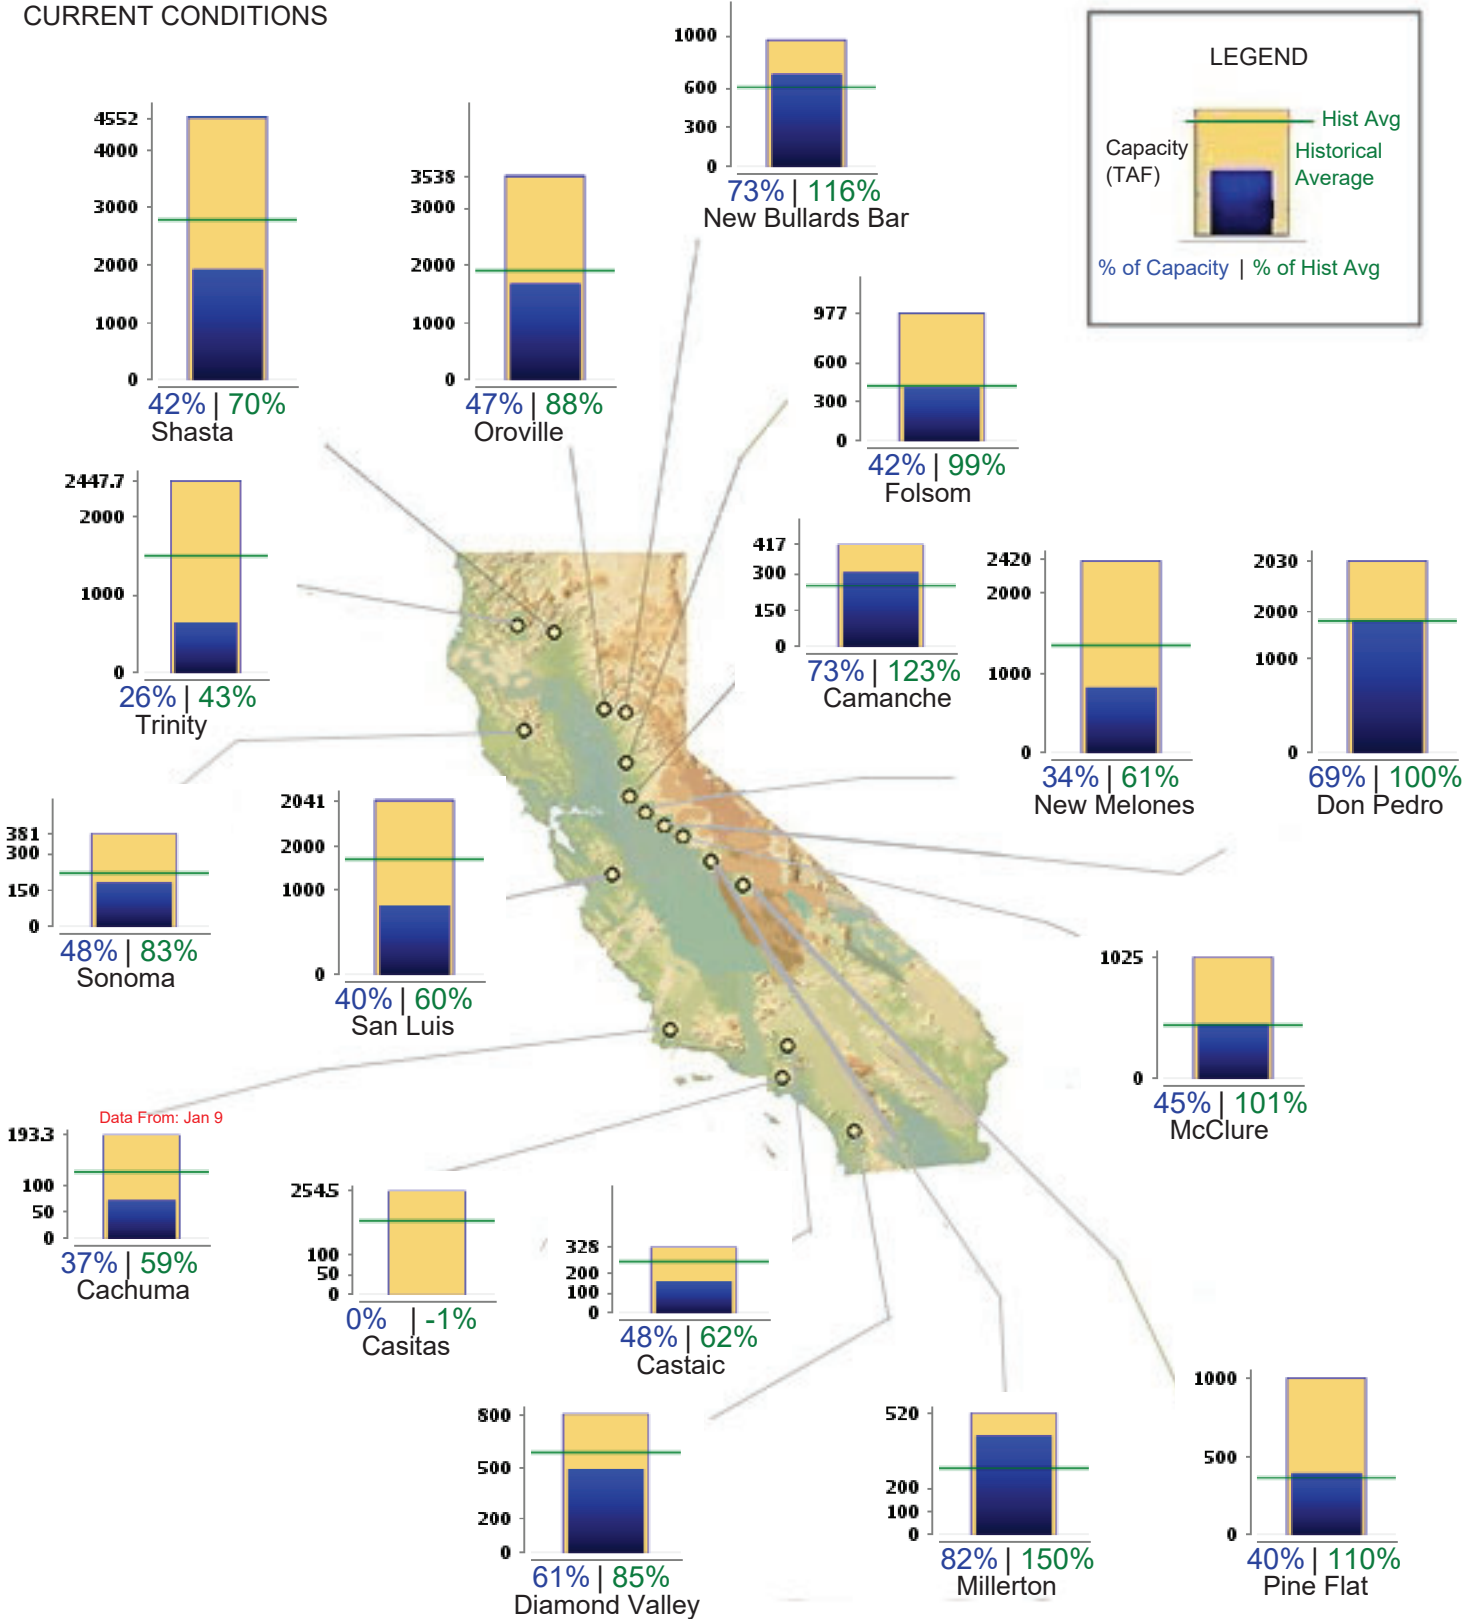 CURRENT CONDITIONS
1000
600
300
0
73% | 116%
New Bullards Bar
LEGEND
Hist Avg
Capacity
(TAF)
Historical
Average
% of Capacity | % of Hist Avg
4552
4000
3000
2000
1000
0
42% | 70%
Shasta
3538
3000
2000
1000
0
47% | 88%
Oroville
977
600
300
0
42% | 99%
Folsom
2447.7
2000
1000
0
26% | 43%
Trinity
417
300
150
0
73% | 123%
Camanche
2420
2000
1000
0
34% | 61%
New Melones
2030
2000
1000
0
69% | 100%
Don Pedro
381
300
150
0
48% | 83%
Sonoma
2041
2000
1000
0
40% | 60%
San Luis
1025
0
45% | 101%
McClure
Data From: Jan 9
193.3
100
50
0
37% | 59%
Cachuma
254.5
100
50
0
0% | -1%
Casitas
328
200
100
0
48% | 62%
Castaic
800
500
200
0
61% | 85%
Diamond Valley
520
200
100
0
82% | 150%
Millerton
1000
500
0
40% | 110%
Pine Flat